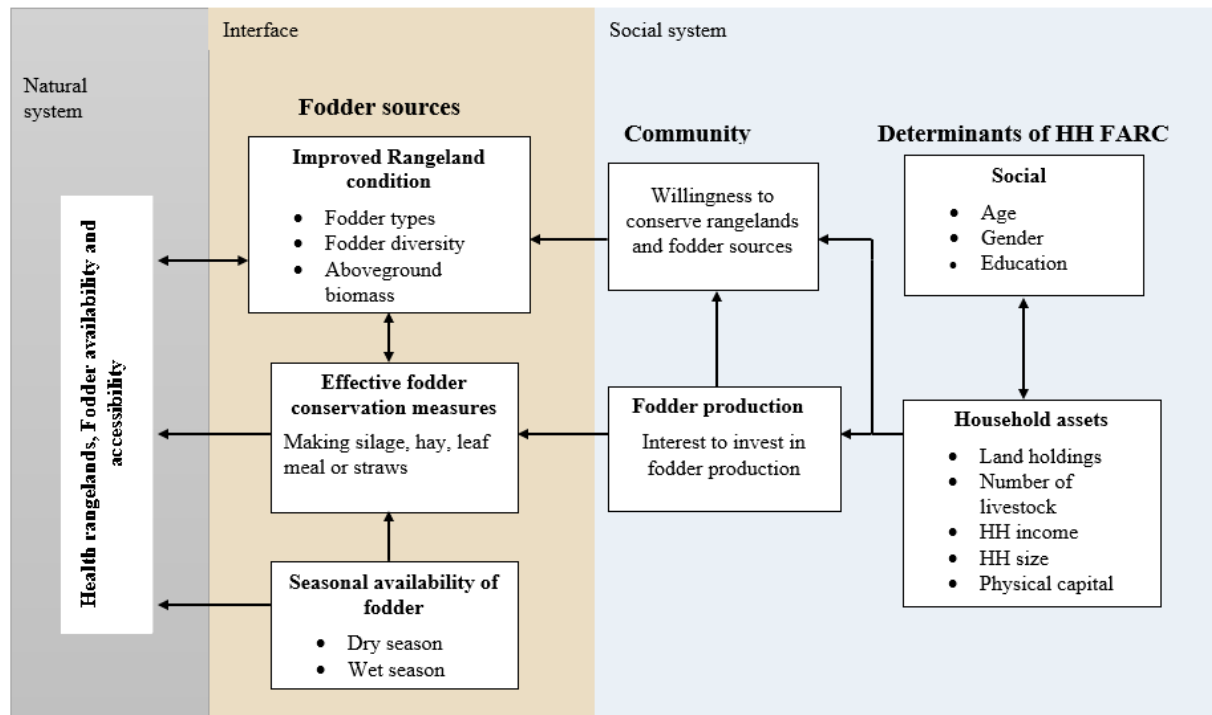 Natural
system
Health rangelands, Fodder availability and
accessibility
Interface
Fodder sources
Improved Rangeland
condition
• Fodder types
• Fodder diversity
• Aboveground
biomass
Effective fodder
conservation measures
Making silage, hay, leaf
meal or straws
Seasonal availability of
fodder
• Dry season
• Wet season
Social system
Community
Willingness to
conserve rangelands
and fodder sources
Fodder production
Interest to invest in
fodder production
Determinants of HH FARC
Social
• Age
• Gender
• Education
Household assets
• Land holdings
• Number of
livestock
• HH income
• HH size
• Physical capital